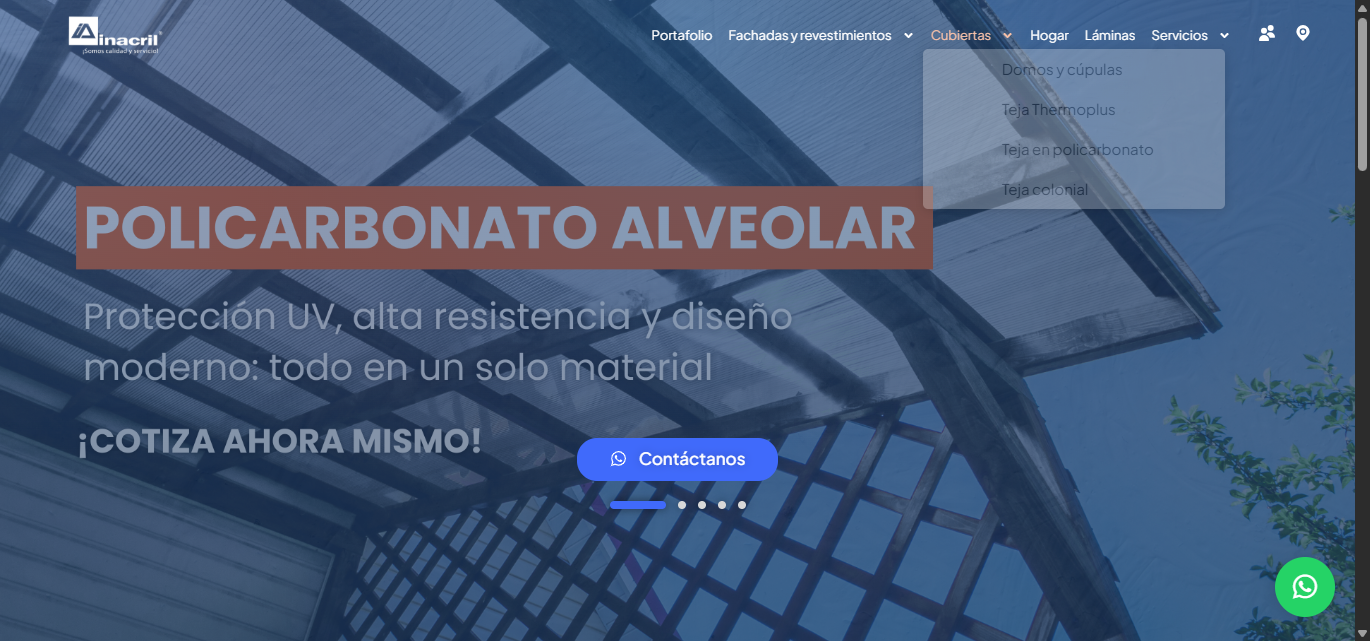 inacril
¡Somos calidad y servicio!
Portafolio
Fachadas y revestimientos
Cubiertas
Hogar
Láminas
Servicios
Domos y cúpulas
Teja Thermoplus
Teja en policarbonato
Teja colonial
POLICARBONATO ALVEOLAR
Protección UV, alta resistencia y diseño
moderno: todo en un solo material
¡COTIZA AHORA MISMO!
Contáctanos